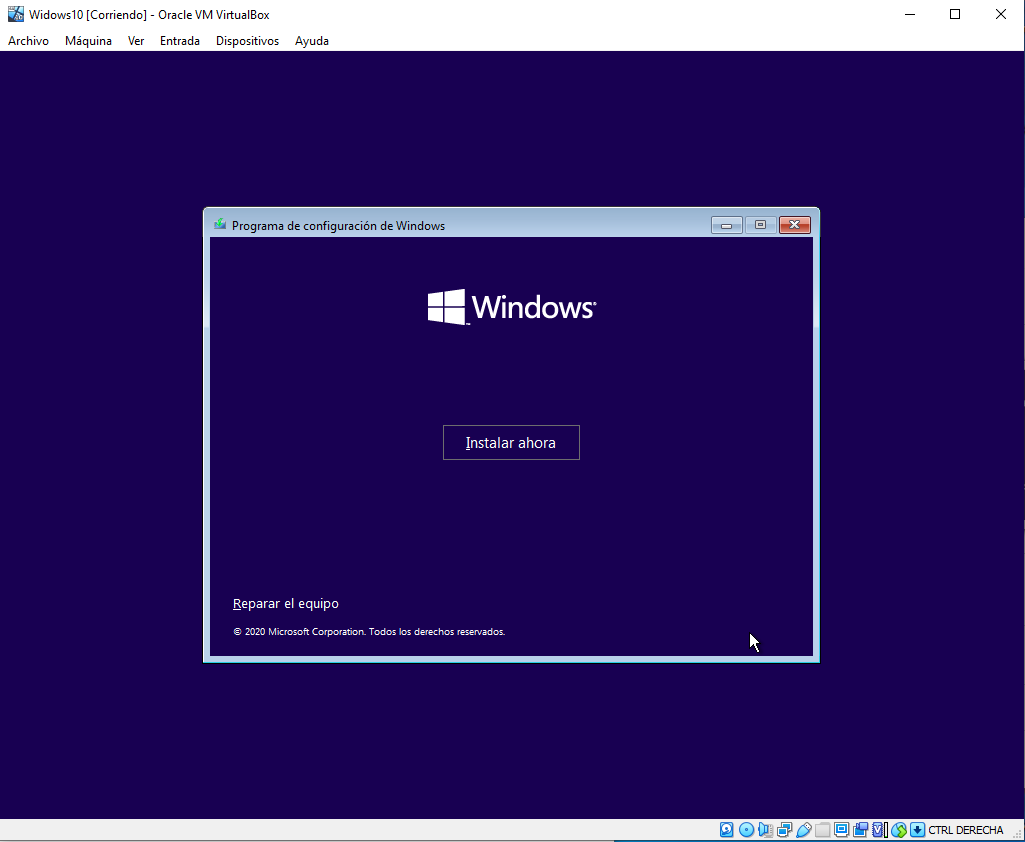 Widows10 [Corriendo] - Oracle VM VirtualBox
Archivo Máquina Ver Entrada Dispositivos Ayuda
Programa de configuración de Windows
Windows
Instalar ahora
Reparar el equipo
© 2020 Microsoft Corporation. Todos los derechos reservados.
CTRL DERECHA